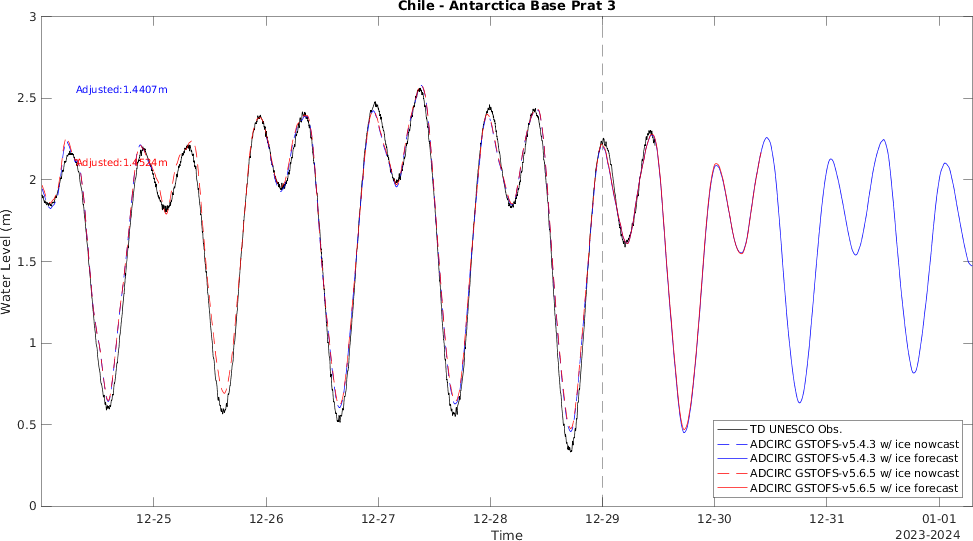 Chile - Antarctica Base Prat 3
3
2.5
2
1.5
1
0.5
0
Water Level (m)
Adjusted:1.4407m
Adjusted:1.4524m
12-25
12-26
12-27
12-28
12-29
12-30
12-31
01-01
Time
2023-2024
TD UNESCO Obs.
ADCIRC GSTOFS-v5.4.3 w/ ice nowcast
ADCIRC GSTOFS-v5.4.3 w/ ice forecast
ADCIRC GSTOFS-v5.6.5 w/ ice nowcast
ADCIRC GSTOFS-v5.6.5 w/ ice forecast